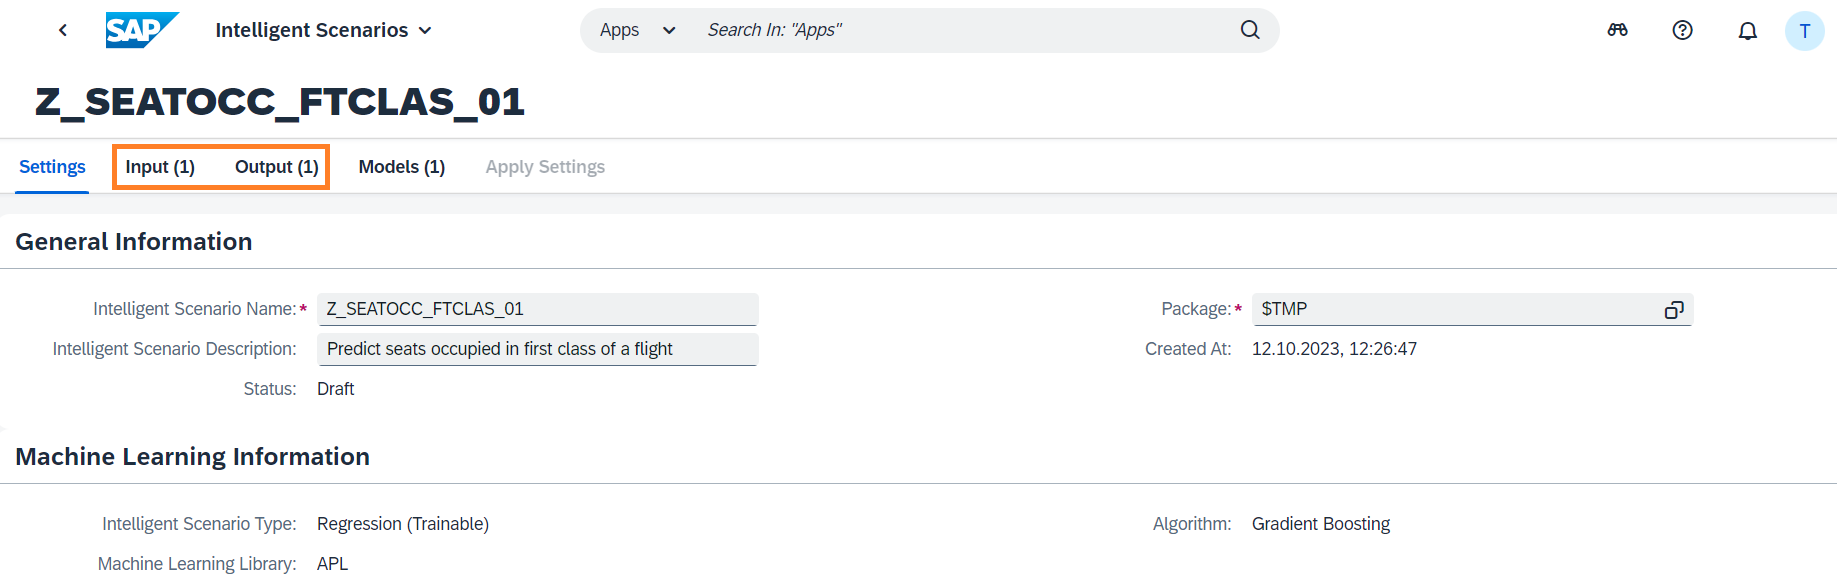 SAP Intelligent Scenarios Apps Search In: "Apps" T
Z_SEATOCC_FTCLAS_01
Settings Input (1) Output (1) Models (1) Apply Settings
General Information
Intelligent Scenario Name:* Z_SEATOCC_FTCLAS_01 Package:* $TMP
Intelligent Scenario Description: Predict seats occupied in first class of a flight Created At: 12.10.2023, 12:26:47
Status: Draft
Machine Learning Information
Intelligent Scenario Type: Regression (Trainable) Algorithm: Gradient Boosting
Machine Learning Library: APL